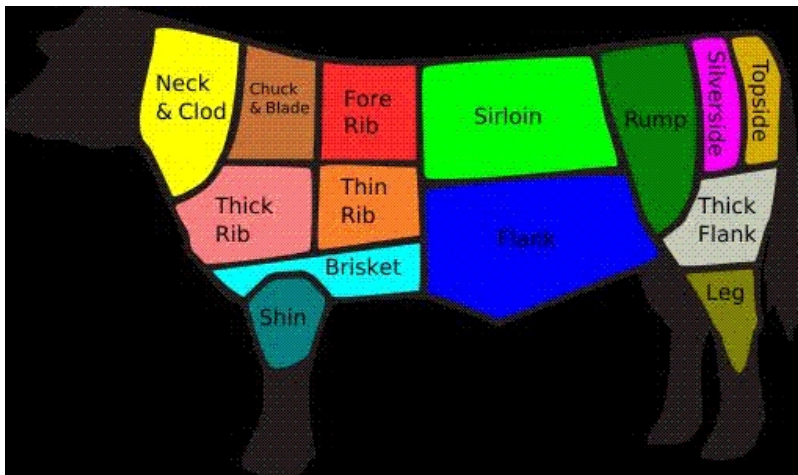 Neck
& Clod
Chuck
& Blade
Fore
Rib
Sirloin
Rump
Silverside
Topside
Thick
Rib
Thin
Rib
Flank
Thick
Flank
Brisket
Shin
Leg